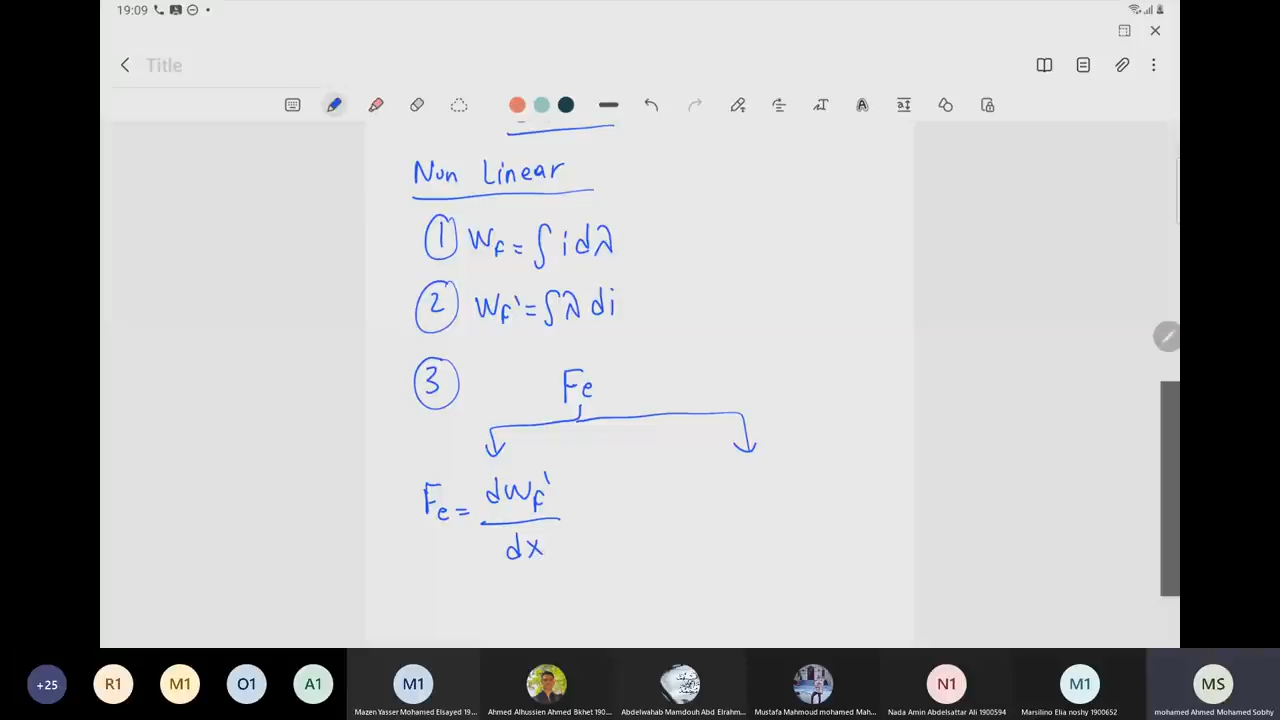 19:09
Title
Non Linear
① Wf = ∫ i dλ
② Wf' = ∫ λ di
③ Fe
Fe = dWf'
dx
+25 R1 M1 O1 A1 M1 N1 M1 MS
Mazen Yasser Mohamed Elsayed 19... Ahmed Alhussien Ahmed Bkhet 190... Abdelwahab Mamdouh Abd Elrahm... Mustafa Mahmoud mohamed Mah... Nada Amin Abdelsattar Ali 1900594 Marsilino Elia noshy 1900652 mohamed Ahmed Mohamed Sobhy